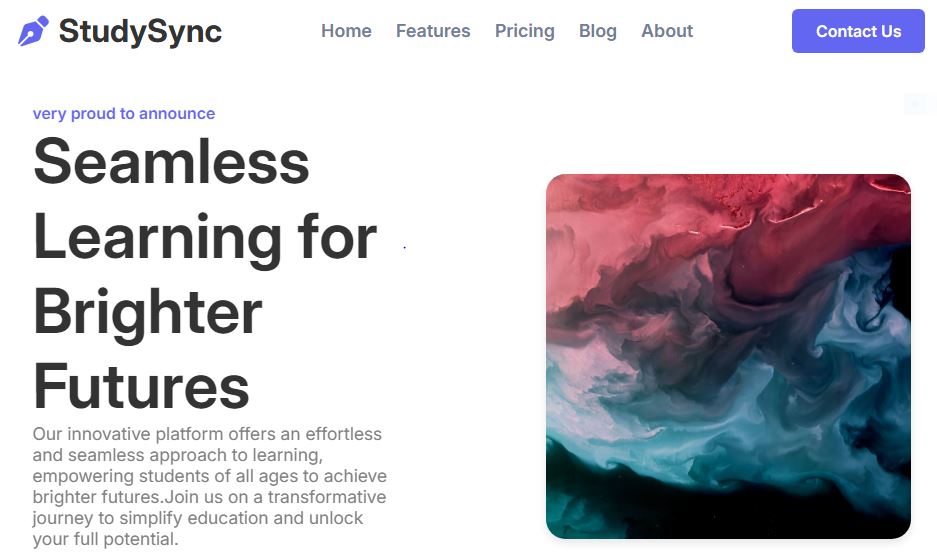 StudySync
Home Features Pricing Blog About
Contact Us
very proud to announce
Seamless
Learning for
Brighter
Futures
Our innovative platform offers an effortless
and seamless approach to learning,
empowering students of all ages to achieve
brighter futures.Join us on a transformative
journey to simplify education and unlock
your full potential.